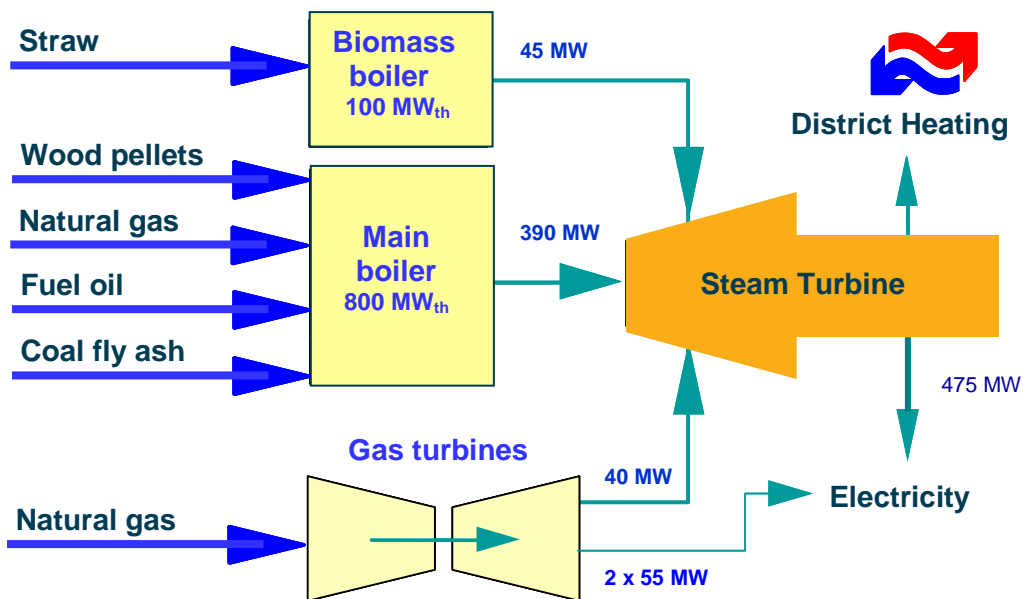 Straw
Biomass
boiler
100 MWth
45 MW
District Heating
Wood pellets
Natural gas
Fuel oil
Coal fly ash
Main
boiler
800 MWth
390 MW
Steam Turbine
475 MW
Gas turbines
40 MW
Natural gas
Electricity
2 x 55 MW